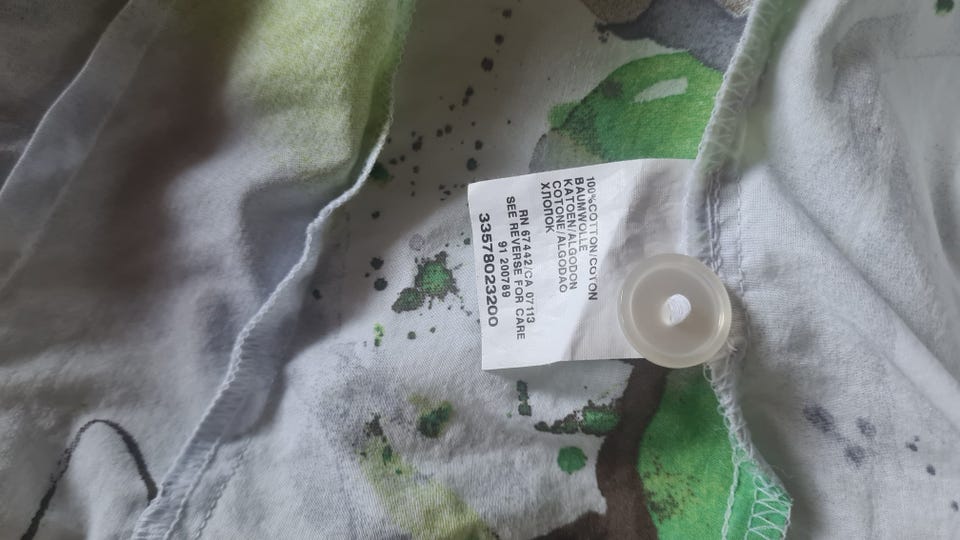 100%COTTON/COTON
BAUMWOLLE
KATOEN/ALGODON
COTONE/ALGODAO
ХЛОПОК
RN 67442/CA 07113
SEE REVERSE FOR CARE
91 200789
33578023200